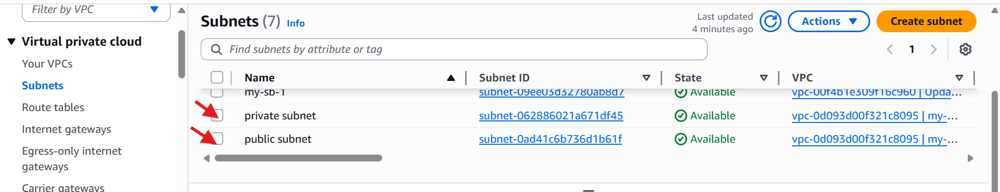 Filter by VPC
Virtual private cloud
Your VPCs
Subnets
Route tables
Internet gateways
Egress-only internet
gateways
Carrier gateways
Subnets (7) Info
Last updated
4 minutes ago
Actions
Create subnet
Find subnets by attribute or tag
1
Name Subnet ID State VPC
my-sb-1 subnet-09ee03d32780ab8d7 Available vpc-00f4b1e309f16c960 | Upda...
private subnet subnet-062886021a671df45 Available vpc-0d093d00f321c8095 | my-...
public subnet subnet-0ad41c6b736d1b61f Available vpc-0d093d00f321c8095 | my-...